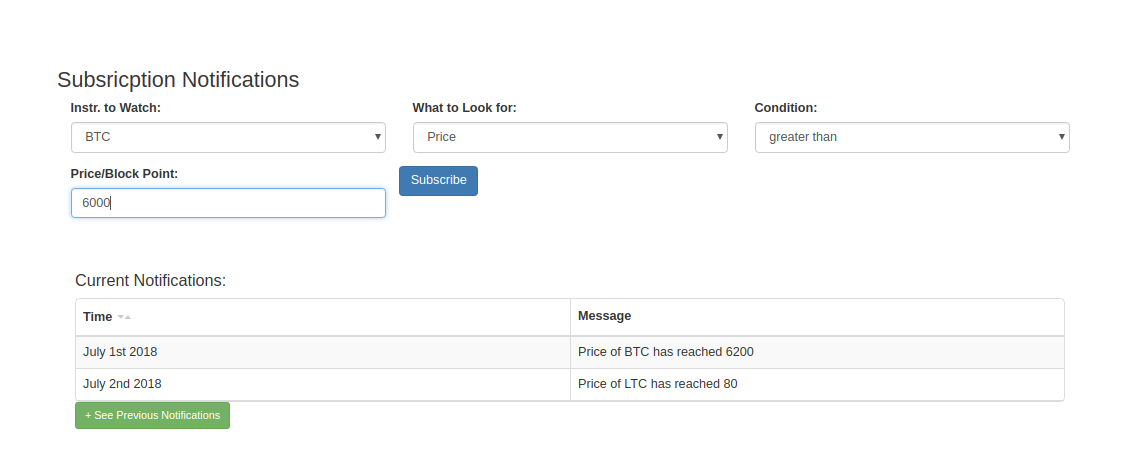 Subsricption Notifications
Instr. to Watch: What to Look for: Condition:
BTC Price greater than
Price/Block Point: Subscribe
6000
Current Notifications:
Time Message
July 1st 2018 Price of BTC has reached 6200
July 2nd 2018 Price of LTC has reached 80
+ See Previous Notifications